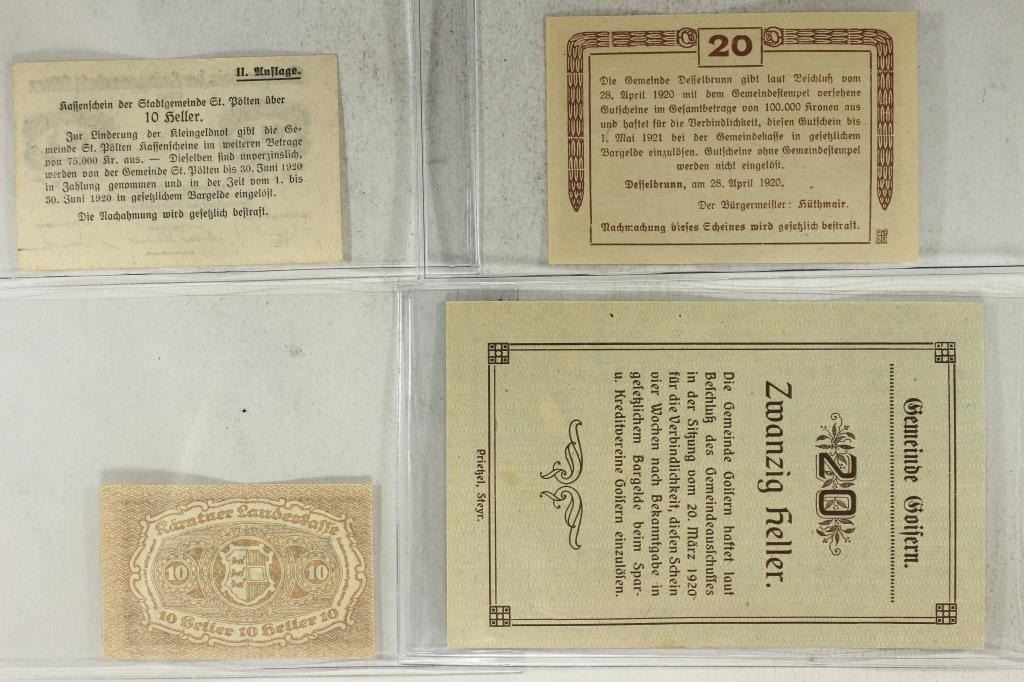 II. Auflage.
Kassenschein der Stadtgemeinde St. Pölten über
10 Heller.
Zur Linderung der Kleingeldnot gibt die Ge-
meinde St. Pölten Kassenscheine im weiteren Betrage
von 75.000 Kr. aus. — Dieselben sind unverzinslich,
werden von der Gemeinde St. Pölten bis 30. Juni 1920
in Zahlung genommen und in der Zeit vom 1. bis
30. Juni 1920 in gesetzlichem Bargelde eingelöst.
Die Nachahmung wird gesetzlich bestraft.
20
Die Gemeinde Desselbrunn gibt laut Beschluß vom
28. April 1920 mit dem Gemeindestempel versehene
Gutscheine im Gesamtbetrage von 100.000 Kronen aus
und haftet für die Verbindlichkeit, diesen Gutschein bis
1. Mai 1921 bei der Gemeindekasse in gesetzlichem
Bargelde einzulösen. Gutscheine ohne Gemeindestempel
werden nicht eingelöst.
Desselbrunn, am 28. April 1920.
Der Bürgermeister: Hüthmair.
Nachmachung dieses Scheines wird gesetzlich bestraft.
Kärntner Landeskasse
10 10
10 Heller 10 Heller 10
Gemeinde Goisern.
20
Zwanzig Heller.
Die Gemeinde Goisern haftet laut
Beschluß des Gemeindeausschusses
in der Sitzung vom 20. März 1920
für die Verbindlichkeit, diesen Schein
vier Wochen nach Bekanntgabe in
gesetzlichem Bargelde beim Spar-
u. Kreditvereine Goisern einzulösen.
Prietzel, Steyr.